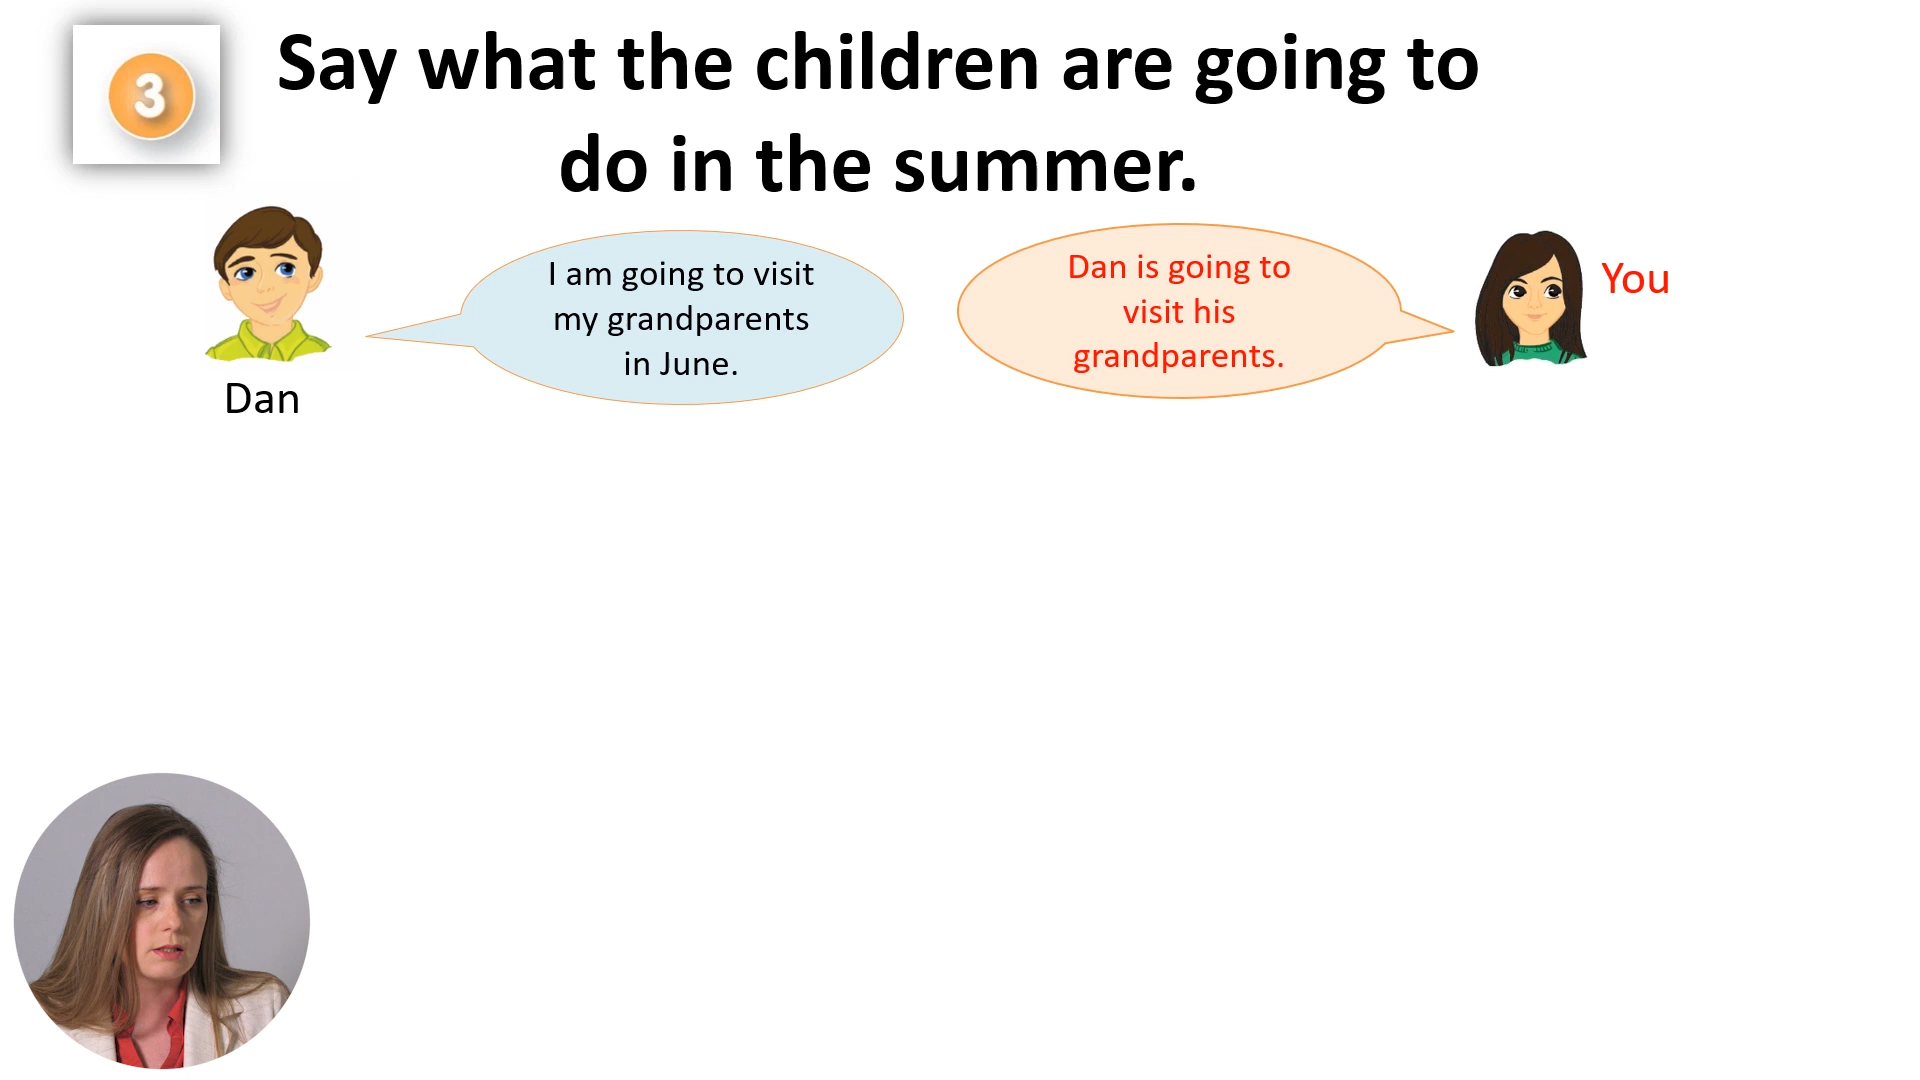 3
Say what the children are going to
do in the summer.
I am going to visit
my grandparents
in June.
Dan
Dan is going to
visit his
grandparents.
You